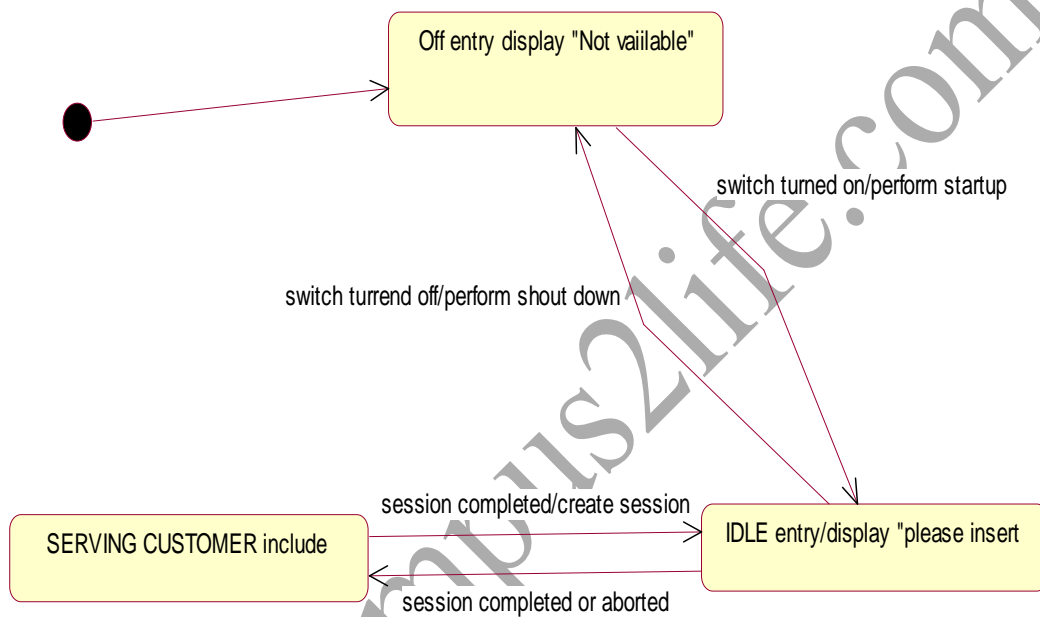 Off entry display "Not vaiilable"
switch turned on/perform startup
switch turrend off/perform shout down
session completed/create session
SERVING CUSTOMER include
IDLE entry/display "please insert
session completed or aborted
mpus2life.com